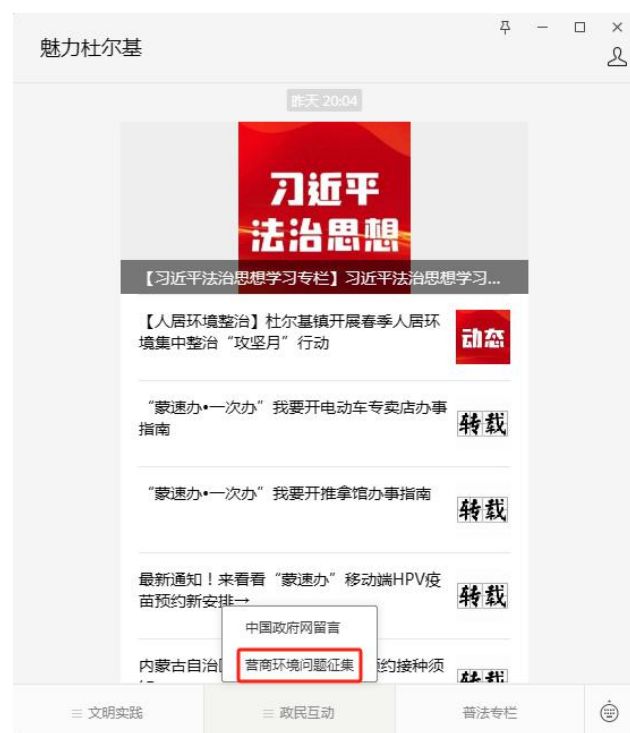 魅力杜尔基
昨天 20:04
习近平
法治思想
【习近平法治思想学习专栏】习近平法治思想学习...
【人居环境整治】杜尔基镇开展春季人居环
境集中整治“攻坚月”行动
动态
“蒙速办•一次办”我要开电动车专卖店办事
指南
转载
“蒙速办•一次办”我要开推拿馆办事指南
转载
最新通知！来看看“蒙速办”移动端HPV疫
苗预约新安排→
转载
中国政府网留言
内蒙古自治
营商环境问题征集
约接种须
转载
文明实践
政民互动
普法专栏